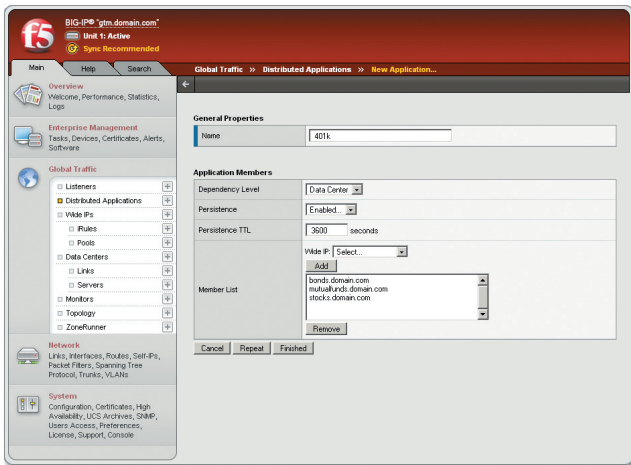 f5
BIG-IP® "gtm.domain.com"
Unit 1: Active
Sync Recommended
Main
Help
Search
Global Traffic » Distributed Applications » New Application...
Overview
Welcome, Performance, Statistics,
Logs
Enterprise Management
Tasks, Devices, Certificates, Alerts,
Software
Global Traffic
Listeners
Distributed Applications
Wide IPs
iRules
Pools
Data Centers
Links
Servers
Monitors
Topology
ZoneRunner
Network
Links, Interfaces, Routes, Self-IPs,
Packet Filters, Spanning Tree
Protocol, Trunks, VLANs
System
Configuration, Certificates, High
Availability, UCS Archives, SNMP,
Users Access, Preferences,
License, Support, Console
General Properties
Name 401k
Application Members
Dependency Level Data Center
Persistence Enabled...
Persistence TTL 3600 seconds
Member List
Wide IP: Select...
Add
bonds.domain.com
mutualfunds.domain.com
stocks.domain.com
Remove
Cancel Repeat Finished